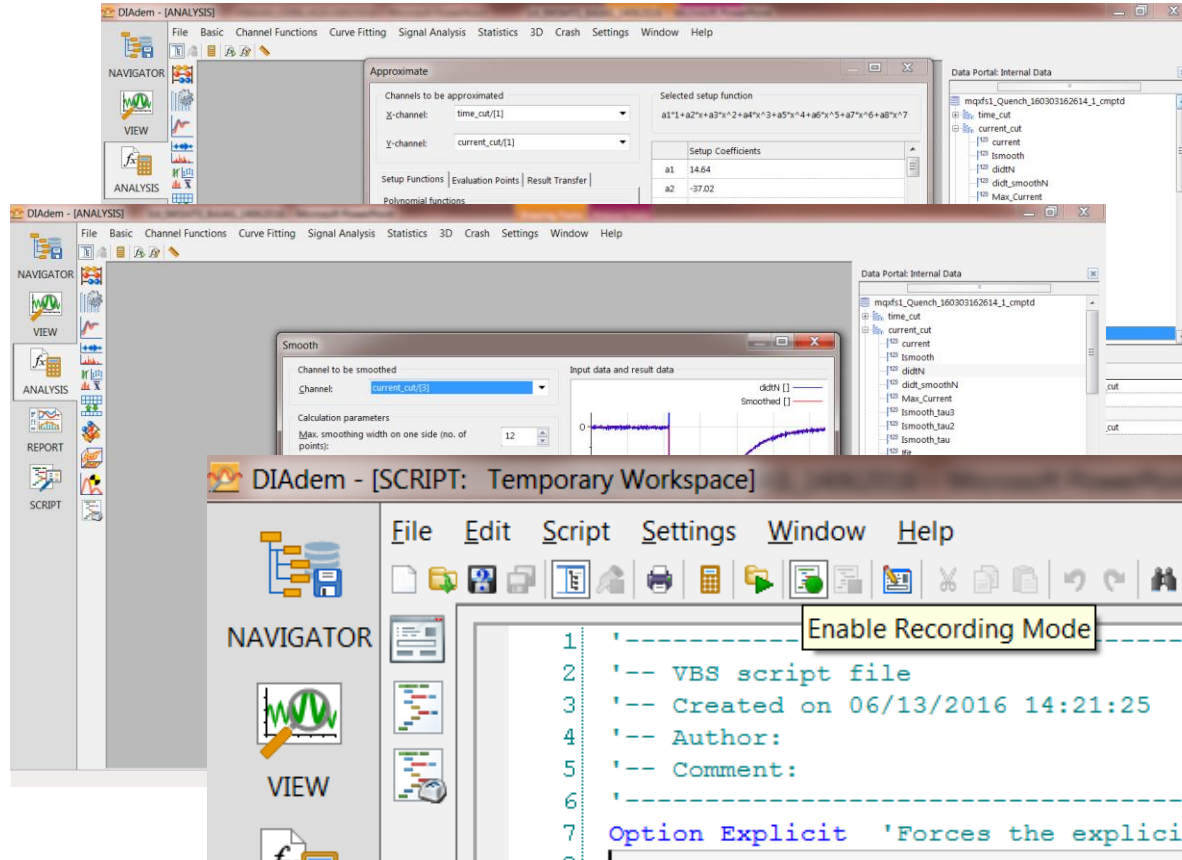 DIAdem - [ANALYSIS]
File Basic Channel Functions Curve Fitting Signal Analysis Statistics 3D Crash Settings Window Help
NAVIGATOR
VIEW
ANALYSIS
Approximate
Channels to be approximated
X-channel: time_cut/[1]
Y-channel: current_cut/[1]
Setup Functions Evaluation Points Result Transfer
Polynomial functions
Selected setup function
a1*1+a2*x+a3*x^2+a4*x^3+a5*x^4+a6*x^5+a7*x^6+a8*x^7
Setup Coefficients
a1 14.64
a2 -37.02
Data Portal: Internal Data
mqxfs1_Quench_160303162614_1_cmptd
time_cut
current_cut
current
Ismooth
didtN
didt_smoothN
Max_Current
DIAdem - [ANALYSIS]
File Basic Channel Functions Curve Fitting Signal Analysis Statistics 3D Crash Settings Window Help
NAVIGATOR
VIEW
ANALYSIS
REPORT
SCRIPT
Smooth
Channel to be smoothed
Channel: current_cut/[3]
Calculation parameters
Max. smoothing width on one side (no. of
points): 12
Input data and result data
didtN []
Smoothed []
0
Data Portal: Internal Data
mqxfs1_Quench_160303162614_1_cmptd
time_cut
current_cut
current
Ismooth
didtN
didt_smoothN
Max_Current
Ismooth_tau3
Ismooth_tau2
Ismooth_tau
_cut
_cut
DIAdem - [SCRIPT: Temporary Workspace]
File Edit Script Settings Window Help
Enable Recording Mode
NAVIGATOR
VIEW
1 '-------------------------------
2 '-- VBS script file
3 '-- Created on 06/13/2016 14:21:25
4 '-- Author:
5 '-- Comment:
6 '-------------------------------
7 Option Explicit 'Forces the explici